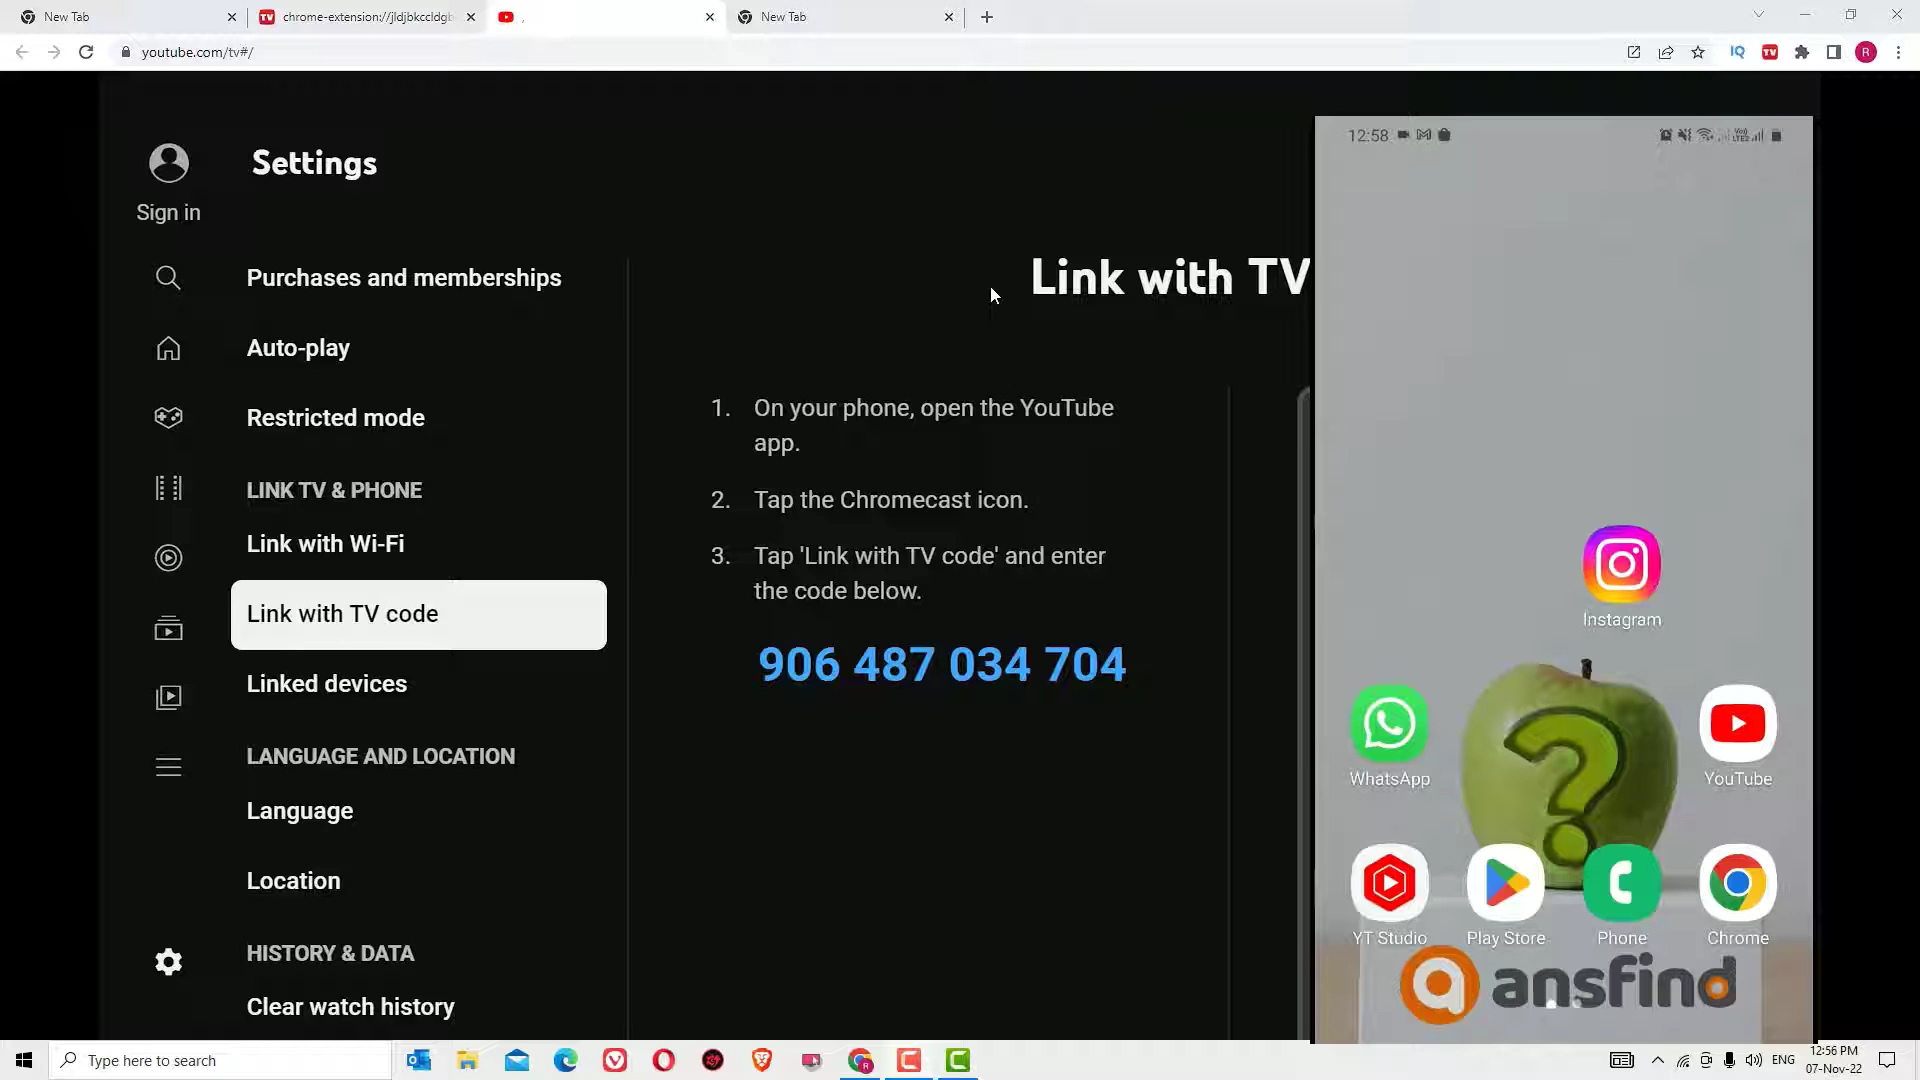 New Tab
chrome-extension://jldjbkccldgb
,
New Tab
youtube.com/tv#/
IQ
TV
R
Settings
Sign in
Purchases and memberships
Auto-play
Restricted mode
LINK TV & PHONE
Link with Wi-Fi
Link with TV code
Linked devices
LANGUAGE AND LOCATION
Language
Location
HISTORY & DATA
Clear watch history
Link with TV
1. On your phone, open the YouTube
app.
2. Tap the Chromecast icon.
3. Tap 'Link with TV code' and enter
the code below.
906 487 034 704
12:58
Instagram
WhatsApp
YouTube
YT Studio
Play Store
Phone
Chrome
ansfind
Type here to search
ENG
12:56 PM
07-Nov-22